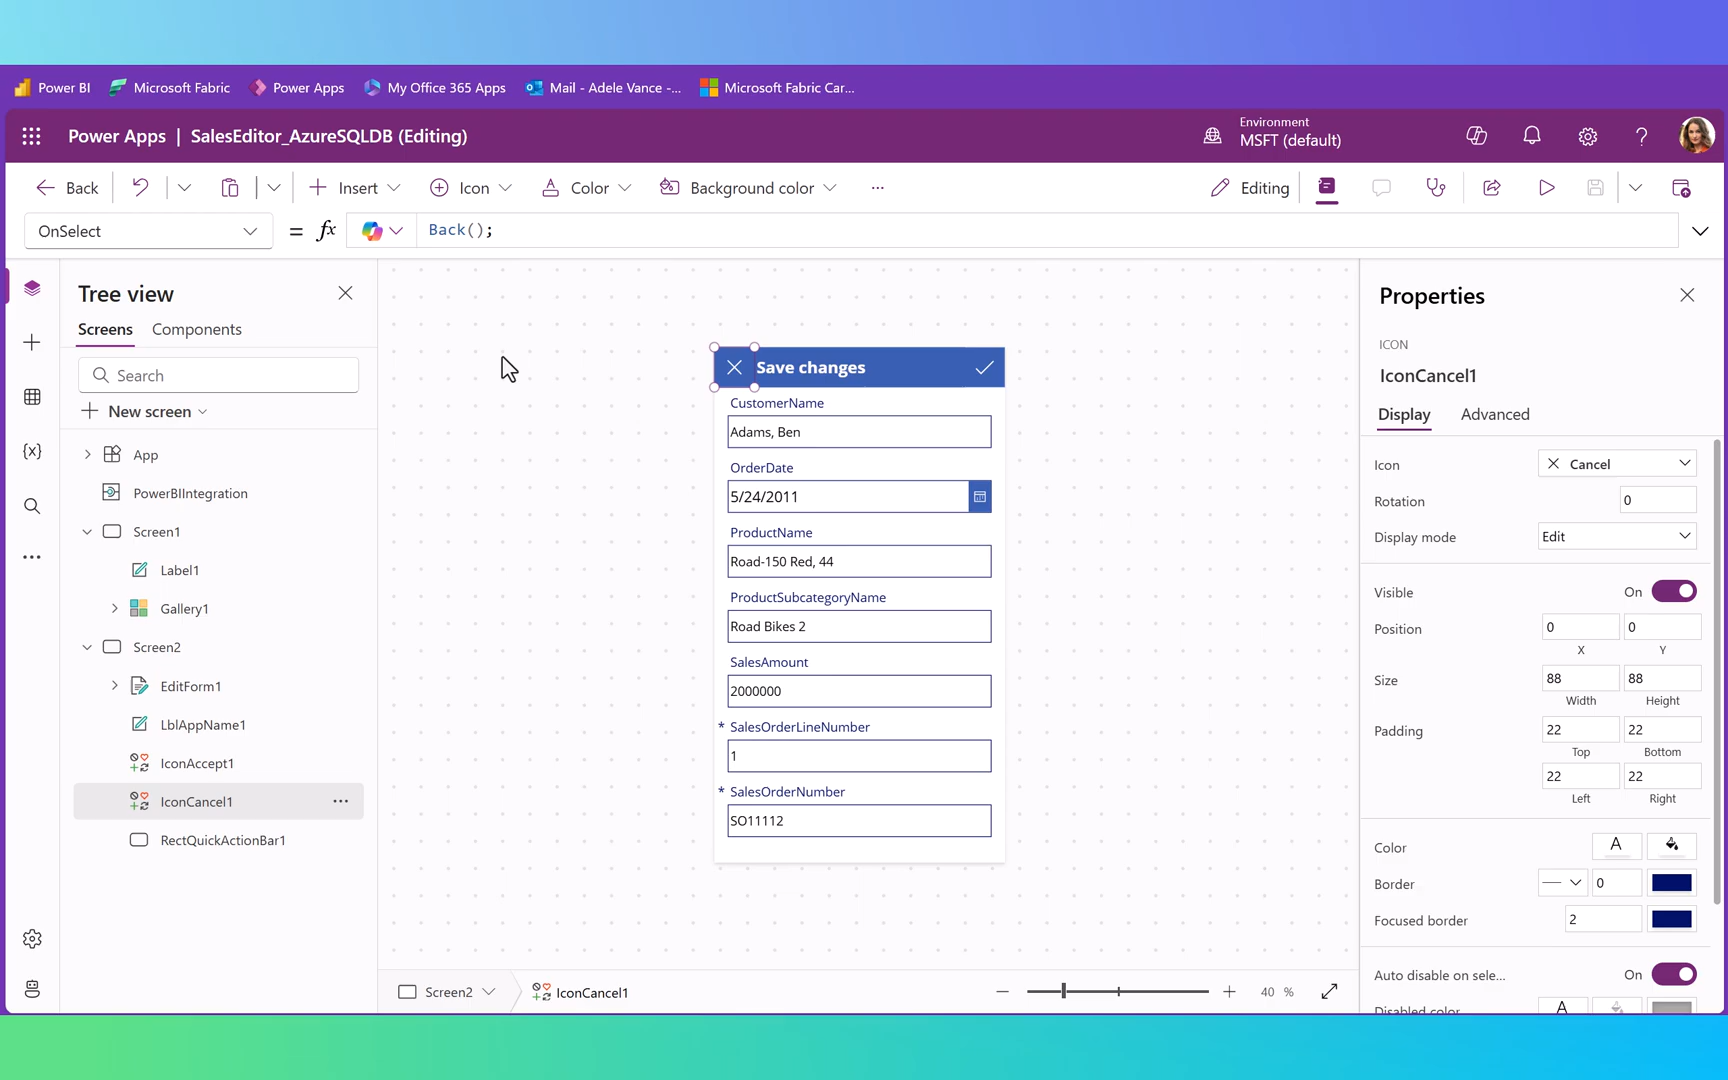 Power BI Microsoft Fabric Power Apps My Office 365 Apps Mail - Adele Vance -... Microsoft Fabric Car...
Power Apps | SalesEditor_AzureSQLDB (Editing)
Environment
MSFT (default)
?
Back Insert Icon Color Background color ... Editing
OnSelect = fx Back();
Tree view
Screens Components
Search
New screen
App
PowerBIIntegration
Screen1
Label1
Gallery1
Screen2
EditForm1
LblAppName1
IconAccept1
IconCancel1 ...
RectQuickActionBar1
Save changes
CustomerName
Adams, Ben
OrderDate
5/24/2011
ProductName
Road-150 Red, 44
ProductSubcategoryName
Road Bikes 2
SalesAmount
2000000
* SalesOrderLineNumber
1
* SalesOrderNumber
SO11112
Screen2 IconCancel1
40 %
Properties
ICON
IconCancel1
Display Advanced
Icon Cancel
Rotation 0
Display mode Edit
Visible On
Position 0 0
X Y
Size 88 88
Width Height
Padding 22 22
Top Bottom
22 22
Left Right
Color A
Border 0
Focused border 2
Auto disable on sele... On
Disabled color A